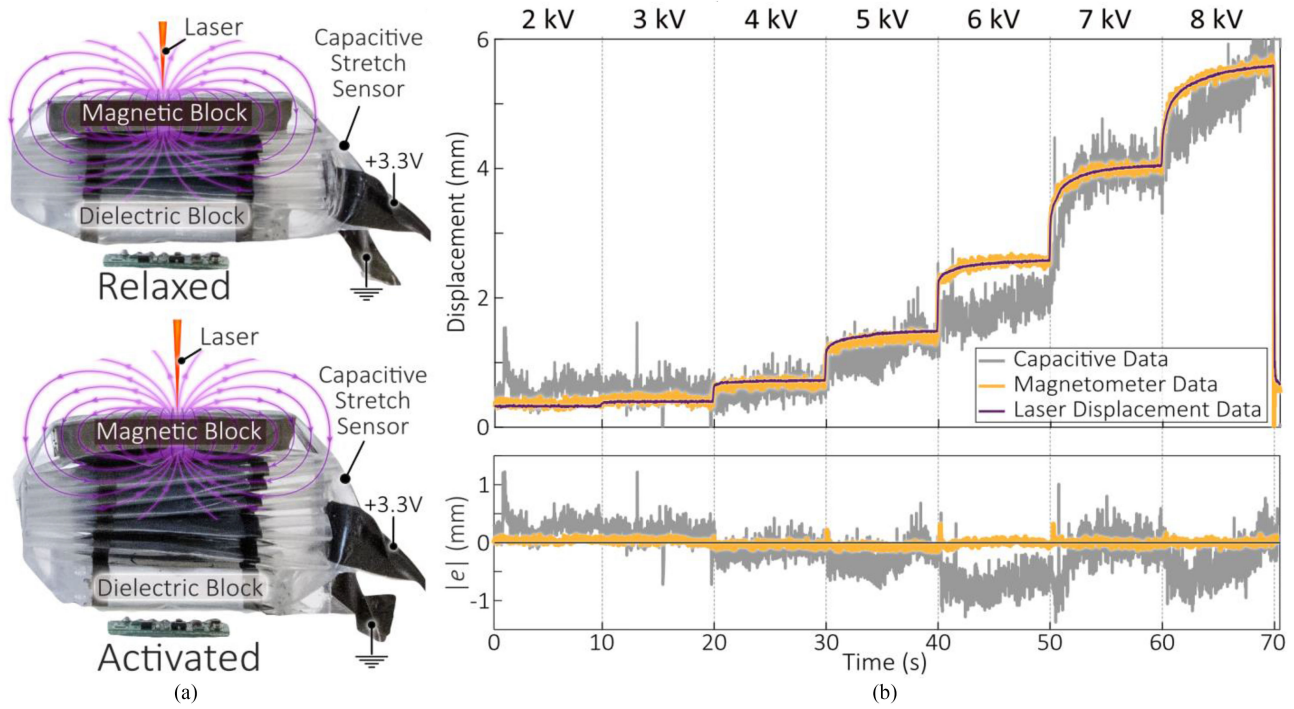 Laser
Capacitive
Stretch
Sensor
Magnetic Block
+3.3V
Dielectric Block
Relaxed
Laser
Capacitive
Stretch
Sensor
Magnetic Block
+3.3V
Dielectric Block
Activated
(a)
2 kV 3 kV 4 kV 5 kV 6 kV 7 kV 8 kV
Displacement (mm)
6
4
2
0
Capacitive Data
Magnetometer Data
Laser Displacement Data
|e| (mm)
1
0
-1
0 10 20 30 40 50 60 70
Time (s)
(b)